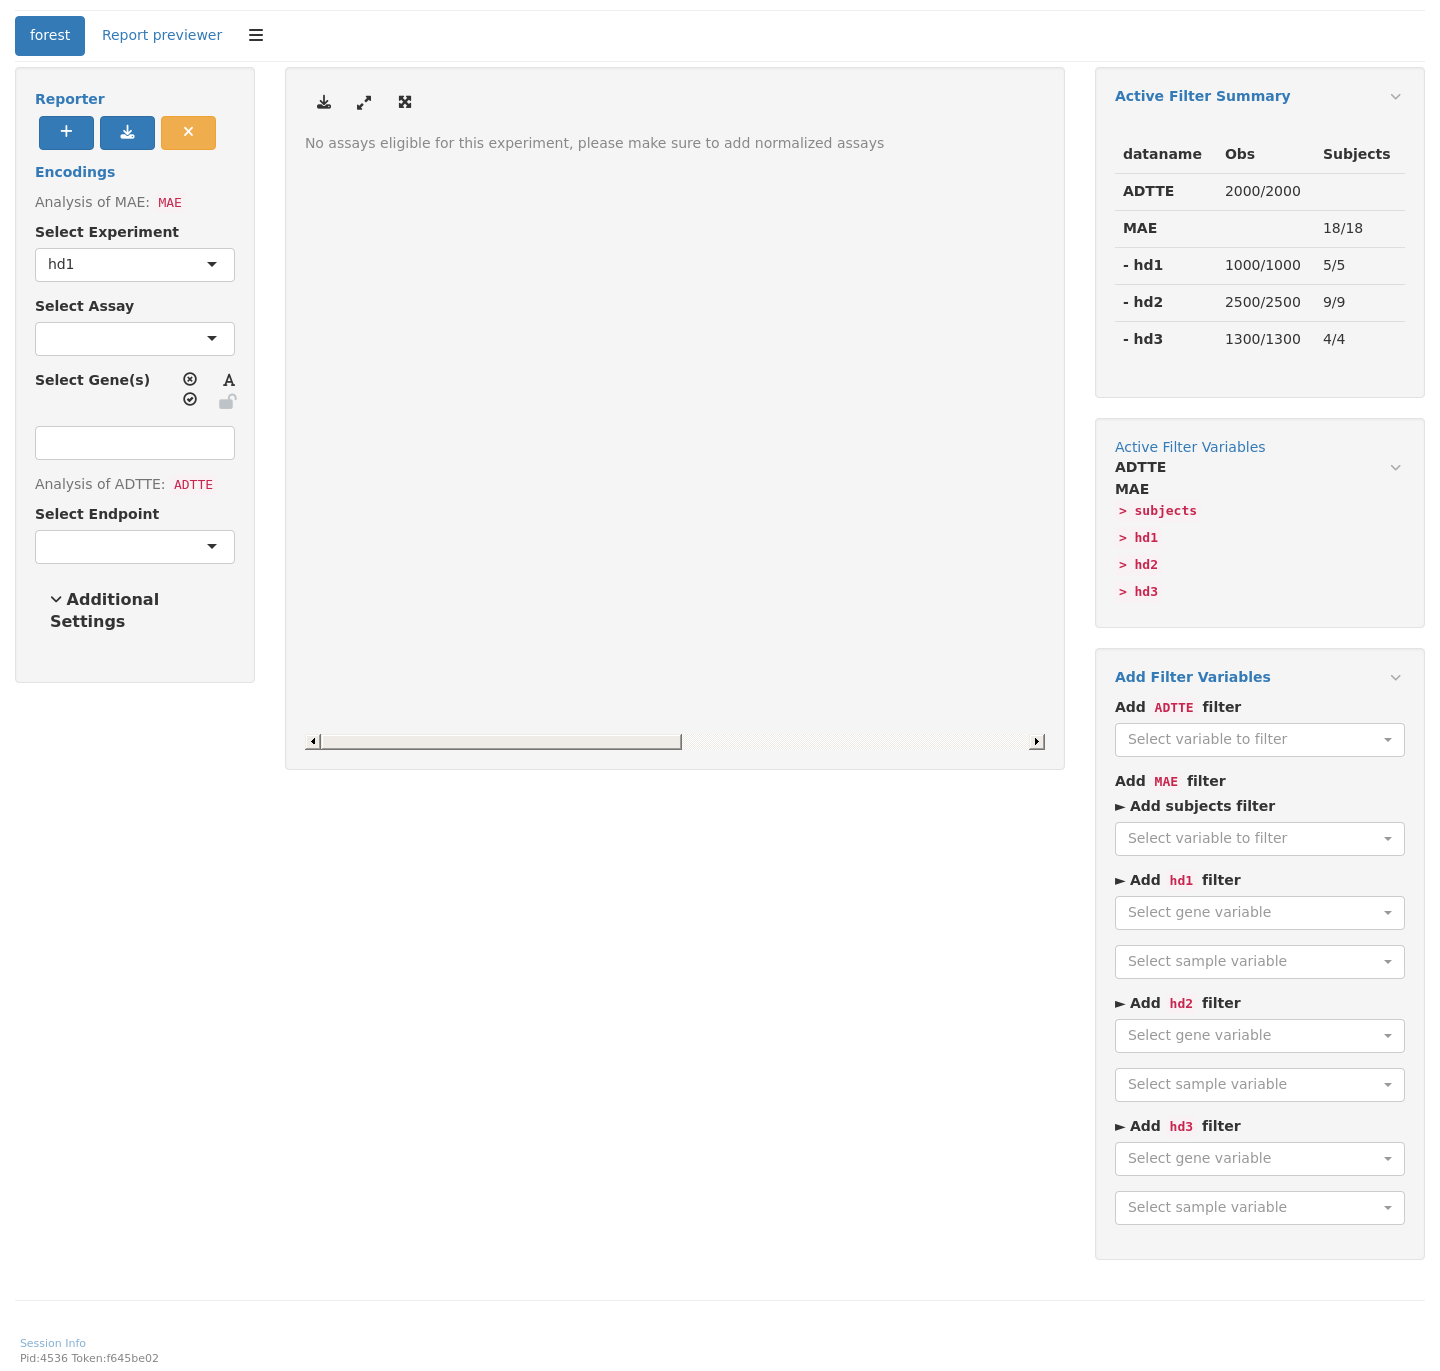 forest
Report previewer
Reporter
Encodings
Analysis of MAE: MAE
Select Experiment
hd1
Select Assay
Select Gene(s)
Analysis of ADTTE: ADTTE
Select Endpoint
Additional
Settings
No assays eligible for this experiment, please make sure to add normalized assays
Active Filter Summary
dataname Obs Subjects
ADTTE 2000/2000
MAE 18/18
- hd1 1000/1000 5/5
- hd2 2500/2500 9/9
- hd3 1300/1300 4/4
Active Filter Variables
ADTTE
MAE
> subjects
> hd1
> hd2
> hd3
Add Filter Variables
Add ADTTE filter
Select variable to filter
Add MAE filter
► Add subjects filter
Select variable to filter
► Add hd1 filter
Select gene variable
Select sample variable
► Add hd2 filter
Select gene variable
Select sample variable
► Add hd3 filter
Select gene variable
Select sample variable
Session Info
Pid:4536 Token:f645be02